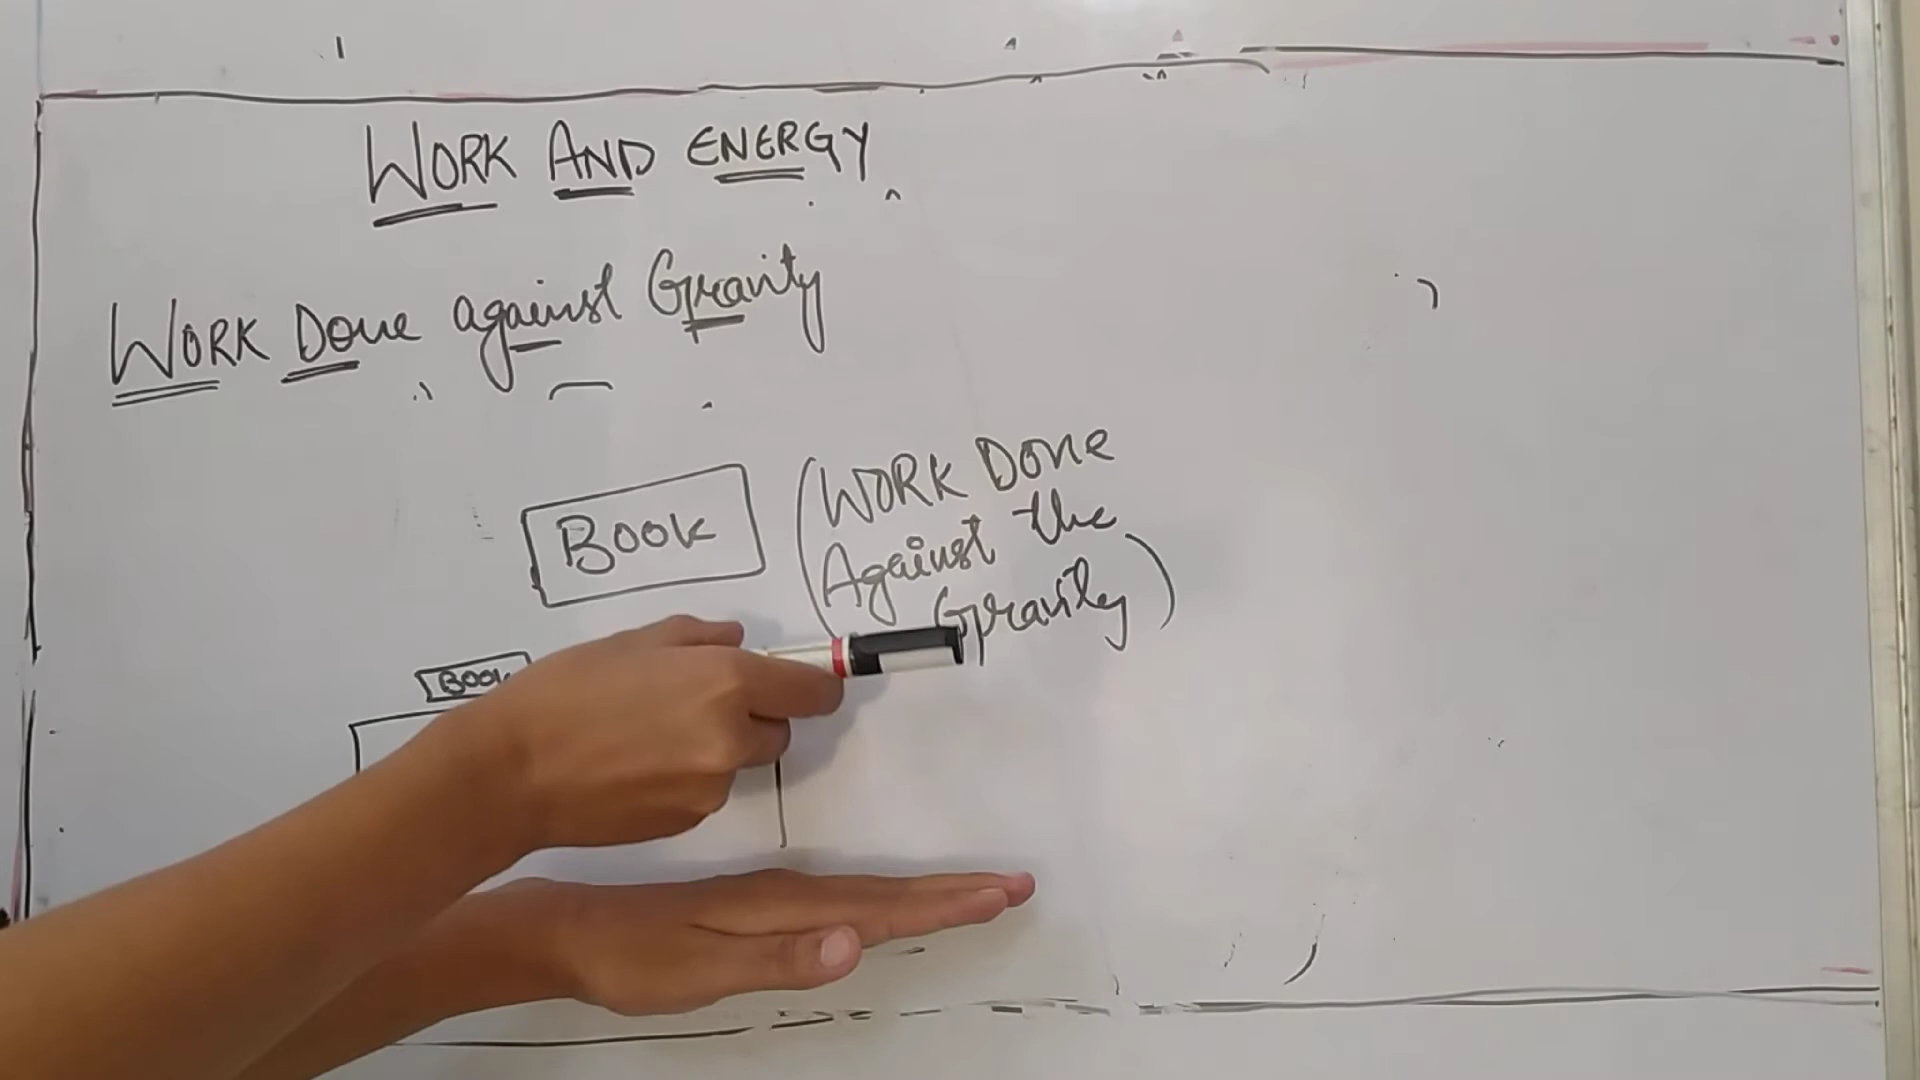 WORK AND ENERGY
WORK Done against Gravity
BOOK
(WORK Done
Against the
Gravity)
BOOK